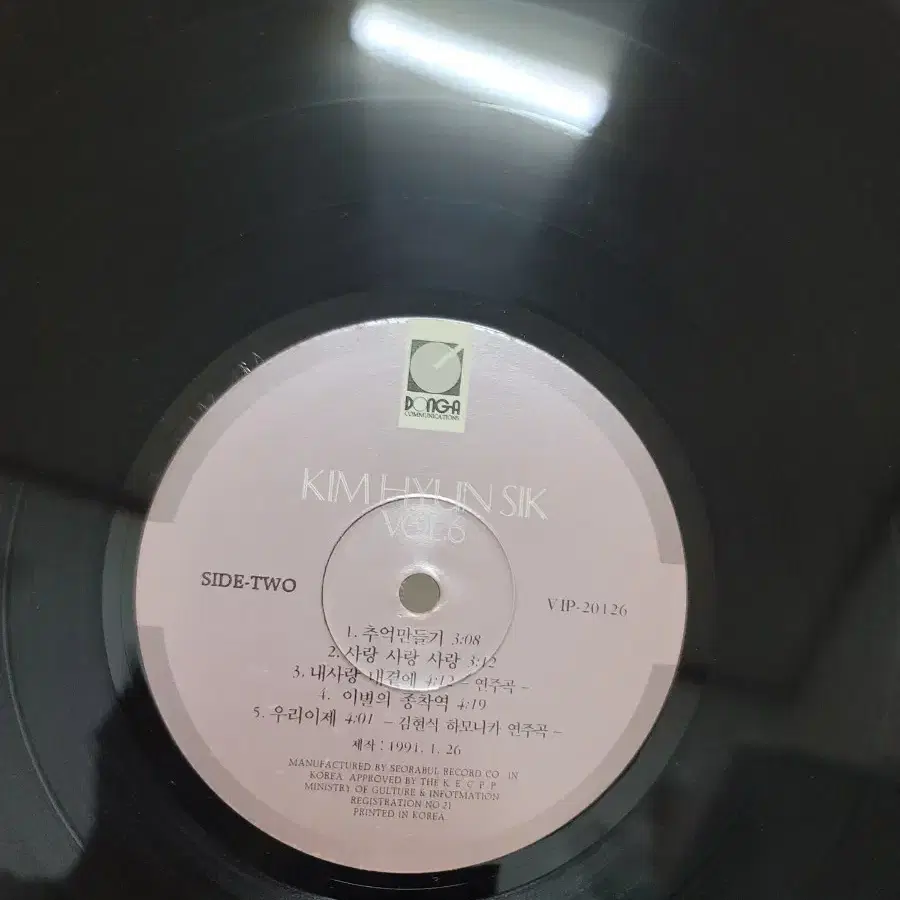 DONGA
COMMUNICATIONS
KIM HYUN SIK
VOL.6
SIDE-TWO
VIP-20126
1. 추억만들기 3:08
2. 사랑 사랑 사랑 3:12
3. 내사랑 내곁에 4:12 - 연주곡 -
4. 이별의 종착역 4:19
5. 우리이제 4:01 - 김현식 하모니카 연주곡 -
제작 : 1991. 1. 26
MANUFACTURED BY SEORABUL RECORD CO. IN
KOREA. APPROVED BY THE K. E. C. P. P.
MINISTRY OF GULTURE & INFOTMATION
REGISTRATION NO 21
PRINTED IN KOREA.